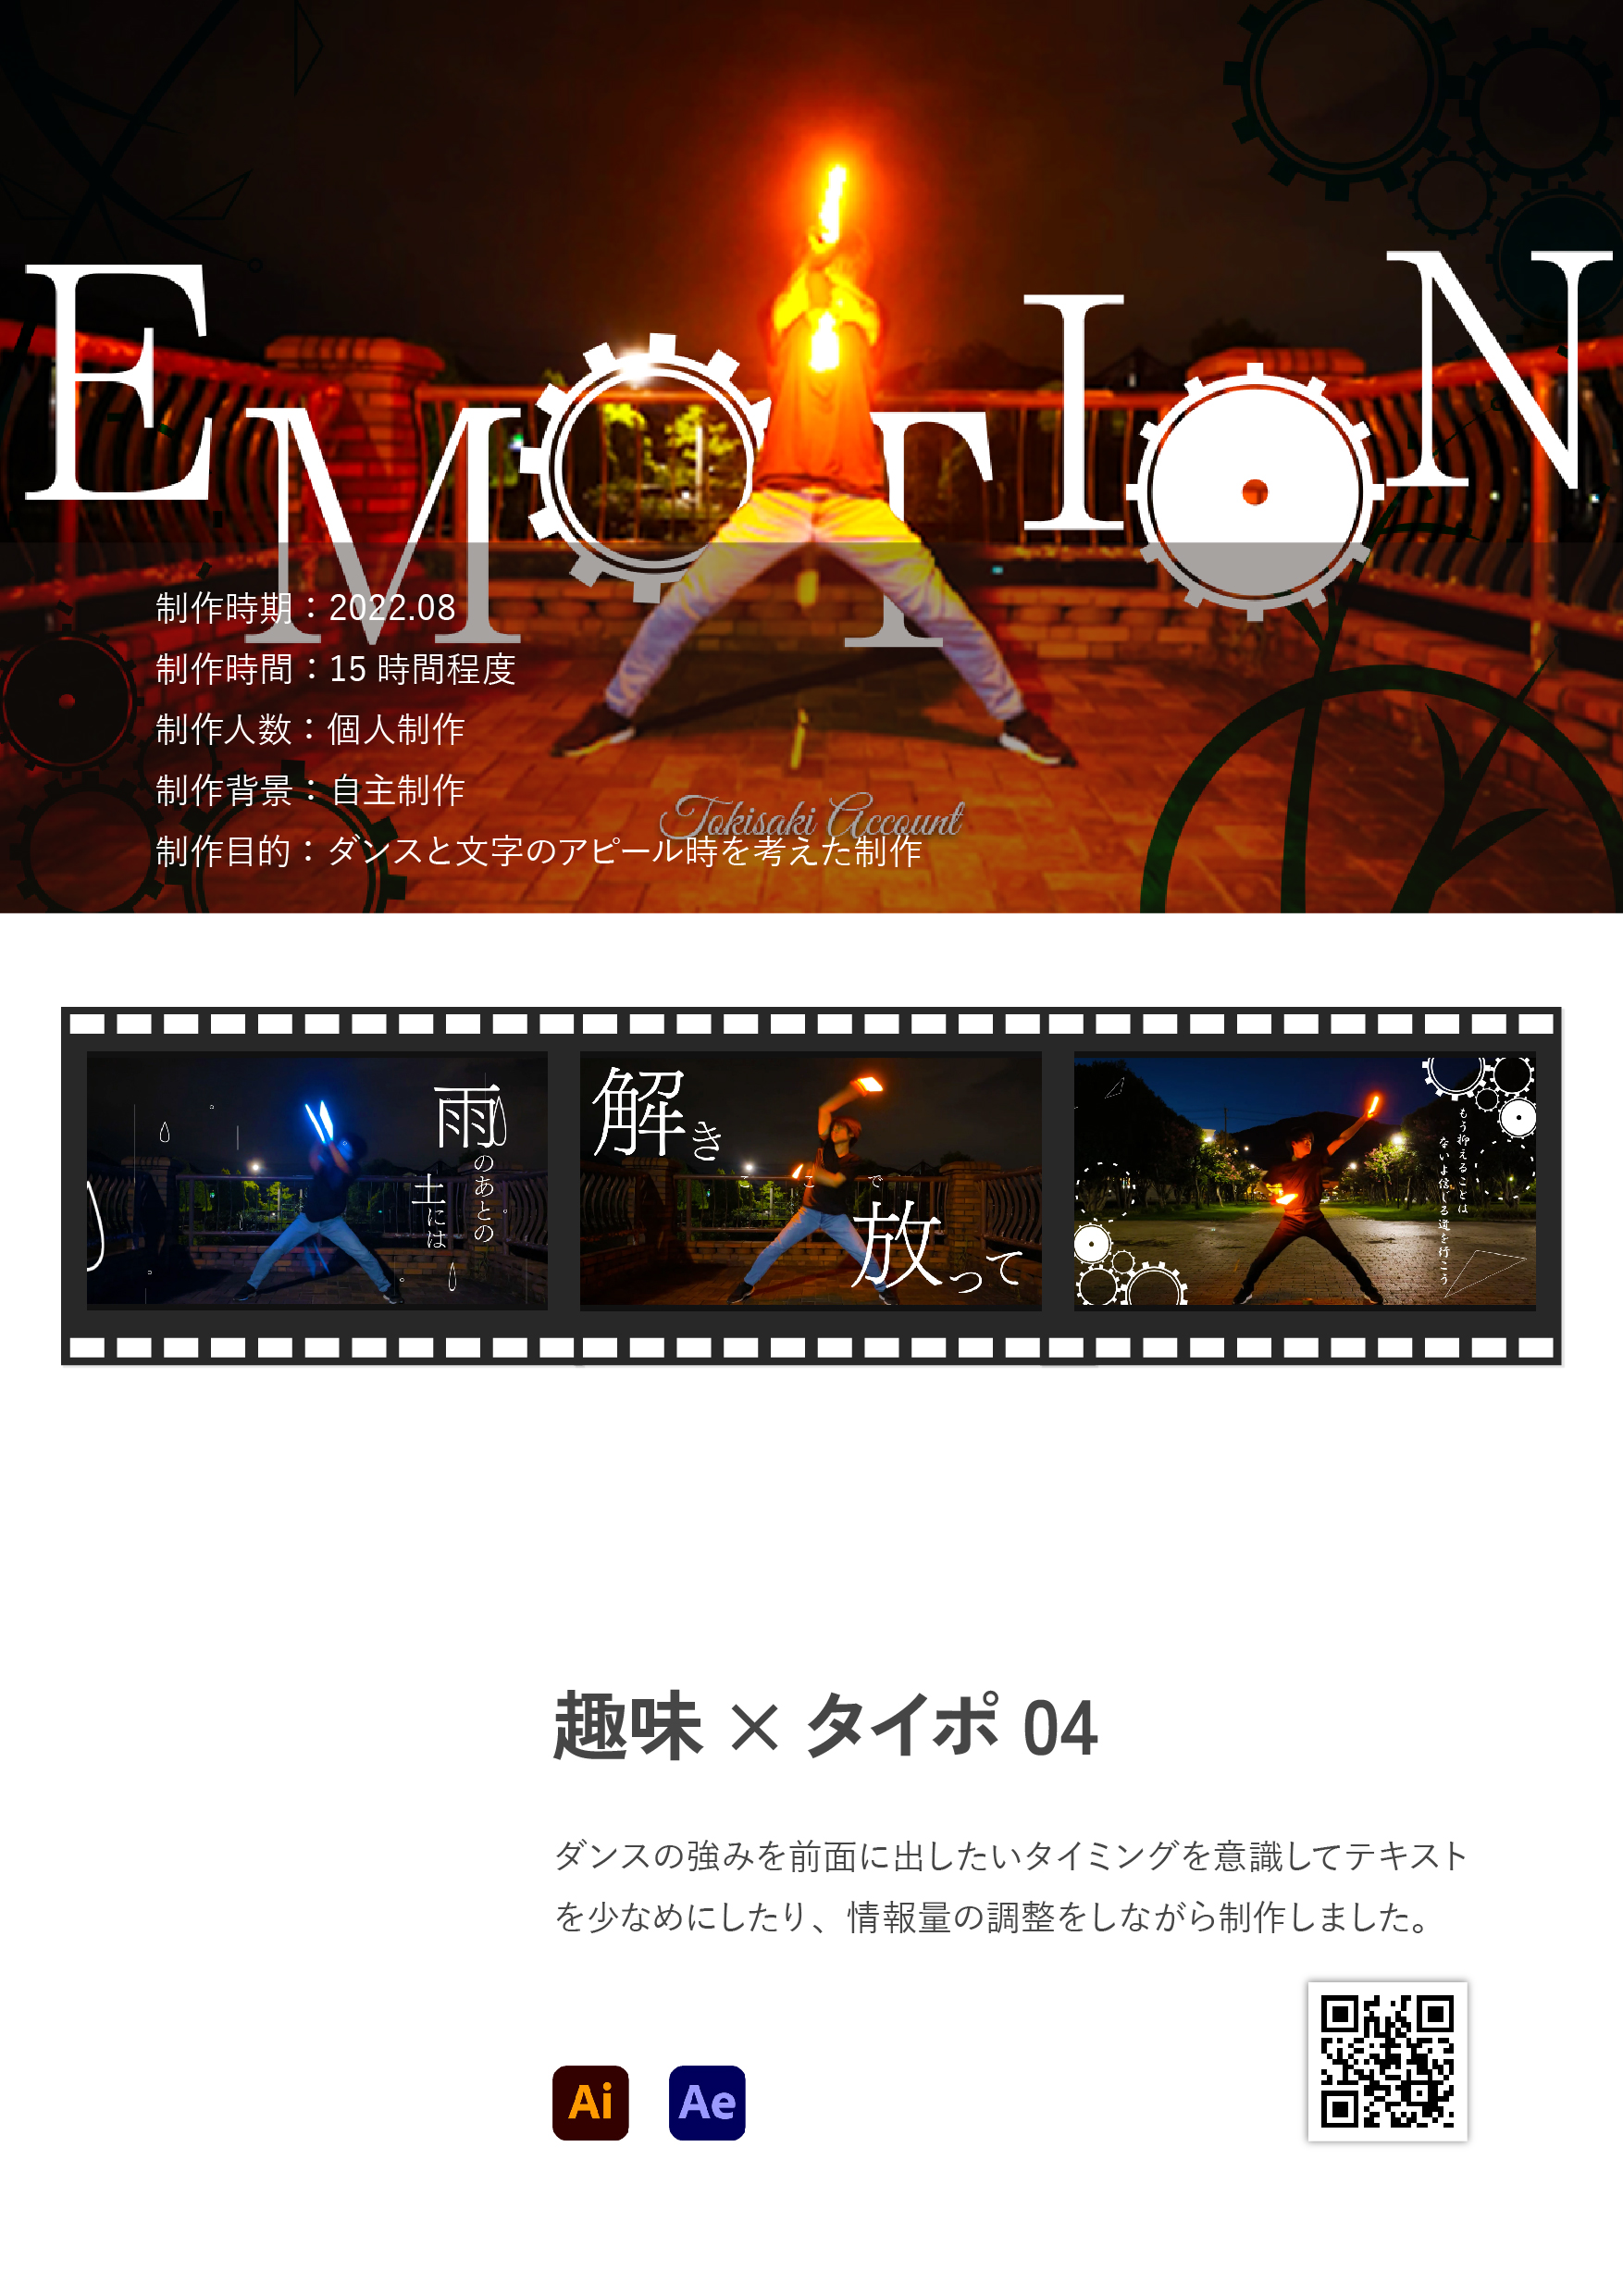 EMOTION
制作時期：2022.08
制作時間：15 時間程度
制作人数：個人制作
制作背景：自主制作
Tokisaki Account
制作目的：ダンスと文字のアピール時を考えた制作
雨
のあとの
土には
解き
ここで
放って
もう抑えることは
ないよ信じる道を行こう
趣味 × タイポ 04
ダンスの強みを前面に出したいタイミングを意識してテキスト
を少なめにしたり、情報量の調整をしながら制作しました。
Ai
Ae